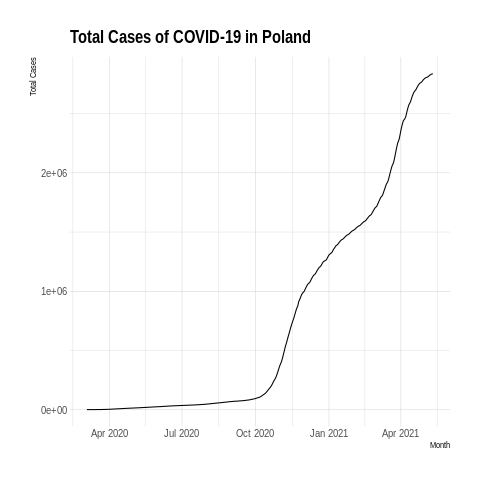 Total Cases of COVID-19 in Poland
Total Cases
2e+06
1e+06
0e+00
Apr 2020 Jul 2020 Oct 2020 Jan 2021 Apr 2021
Month